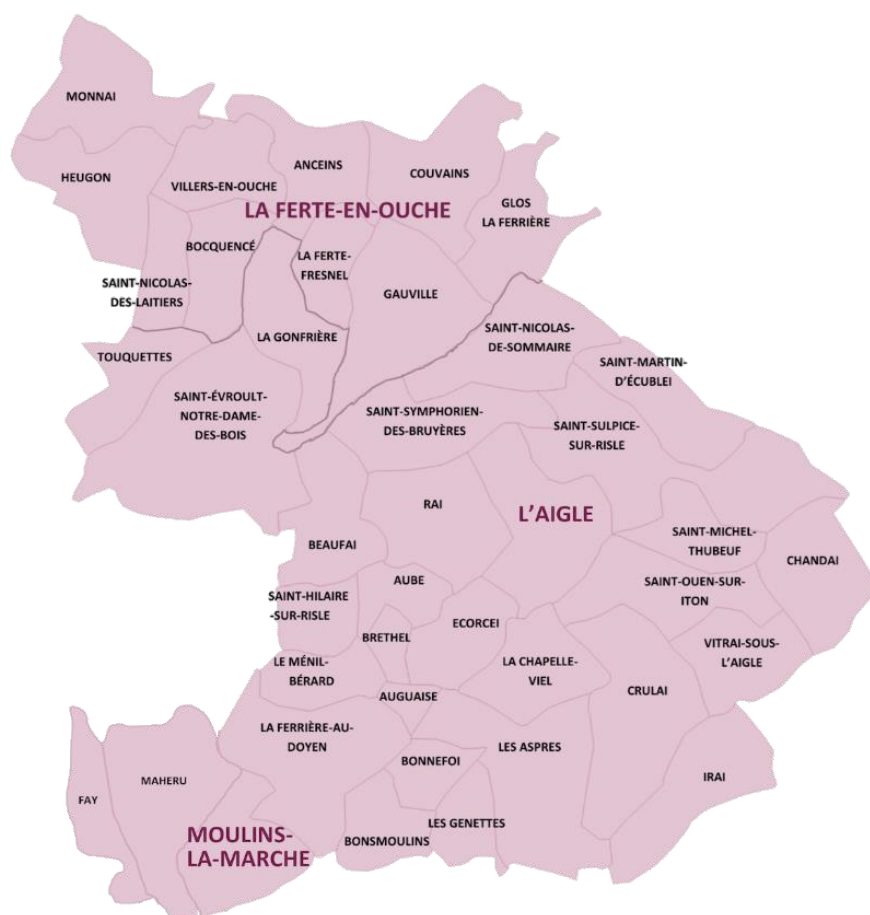 MONNAI
HEUGON
VILLERS-EN-OUCHE
ANCEINS
COUVAINS
GLOS
LA FERRIÈRE
LA FERTE-EN-OUCHE
BOCQUENCÉ
LA FERTE-
FRESNEL
SAINT-NICOLAS-
DES-LAITIERS
GAUVILLE
TOUQUETTES
LA GONFRIÈRE
SAINT-NICOLAS-
DE-SOMMAIRE
SAINT-MARTIN-
D'ÉCUBLEI
SAINT-ÉVROULT-
NOTRE-DAME-
DES-BOIS
SAINT-SYMPHORIEN-
DES-BRUYÈRES
SAINT-SULPICE-
SUR-RISLE
RAI
L'AIGLE
BEAUFAI
SAINT-MICHEL-
THUBEUF
CHANDAI
AUBE
SAINT-OUEN-SUR-
ITON
SAINT-HILAIRE
-SUR-RISLE
BRETHEL
ECORCEI
VITRAI-SOUS-
L'AIGLE
LE MÉNIL-
BÉRARD
LA CHAPELLE-
VIEL
CRULAI
AUGUAISE
LA FERRIÈRE-AU-
DOYEN
LES ASPRES
BONNEFOI
IRAI
MAHERU
FAY
MOULINS-
LA-MARCHE
LES GENETTES
BONSMOULINS